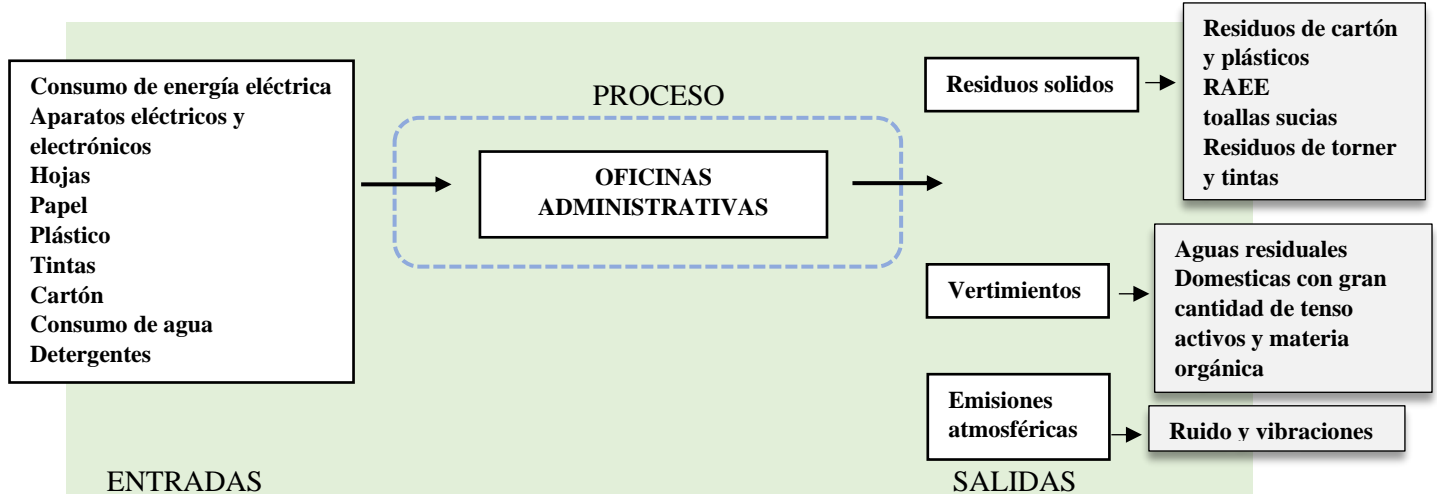 Consumo de energía eléctrica
Aparatos eléctricos y
electrónicos
Hojas
Papel
Plástico
Tintas
Cartón
Consumo de agua
Detergentes
ENTRADAS
PROCESO
OFICINAS
ADMINISTRATIVAS
Residuos solidos
Residuos de cartón
y plásticos
RAEE
toallas sucias
Residuos de torner
y tintas
Vertimientos
Aguas residuales
Domesticas con gran
cantidad de tenso
activos y materia
orgánica
Emisiones
atmosféricas
Ruido y vibraciones
SALIDAS